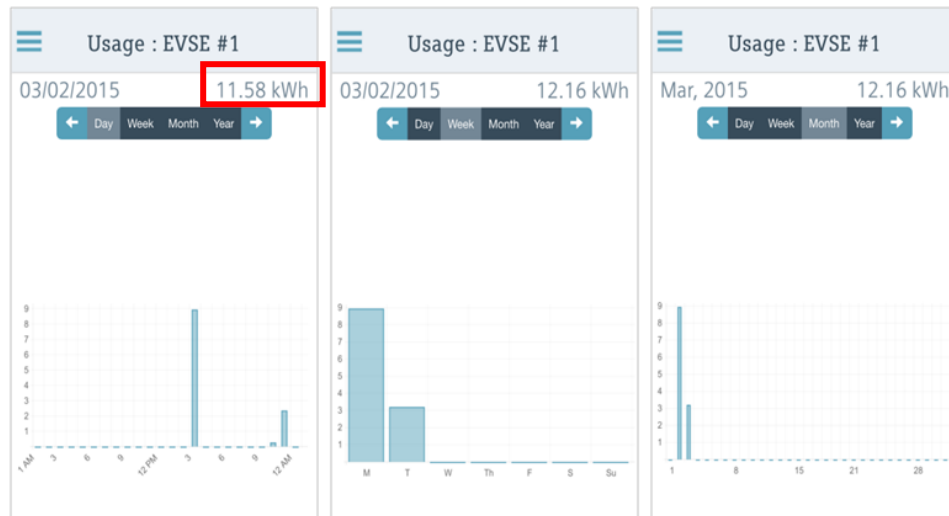 Usage : EVSE #1
03/02/2015 11.58 kWh
Day Week Month Year
9
8
7
6
5
4
3
2
1
1 AM 3 6 9 12 PM 3 6 9 12 AM
Usage : EVSE #1
03/02/2015 12.16 kWh
Day Week Month Year
9
8
7
6
5
4
3
2
1
M T W Th F S Su
Usage : EVSE #1
Mar, 2015 12.16 kWh
Day Week Month Year
9
8
7
6
5
4
3
2
1
1 8 15 21 28